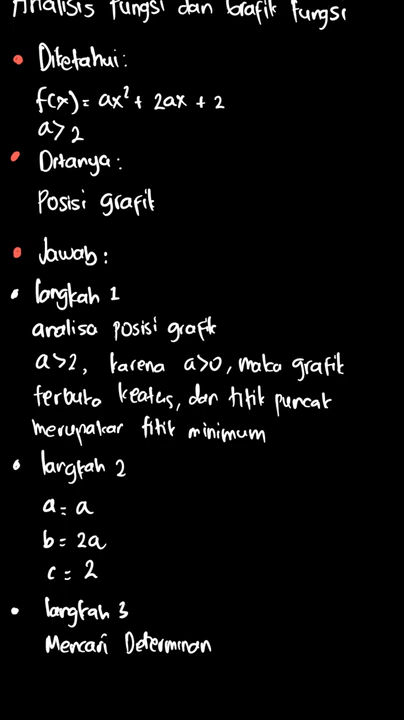 Analisis fungsi dan Grafik fungsi
Diketahui:
f(x) = ax² + 2ax + 2
a > 2
Ditanya:
Posisi grafik
Jawab:
langkah 1
analisa posisi grafik
a>2, karena a>0, maka grafik
terbuka keatas, dan titik puncak
merupakan titik minimum
langkah 2
a = a
b = 2a
c = 2
langkah 3
Mencari Determinan